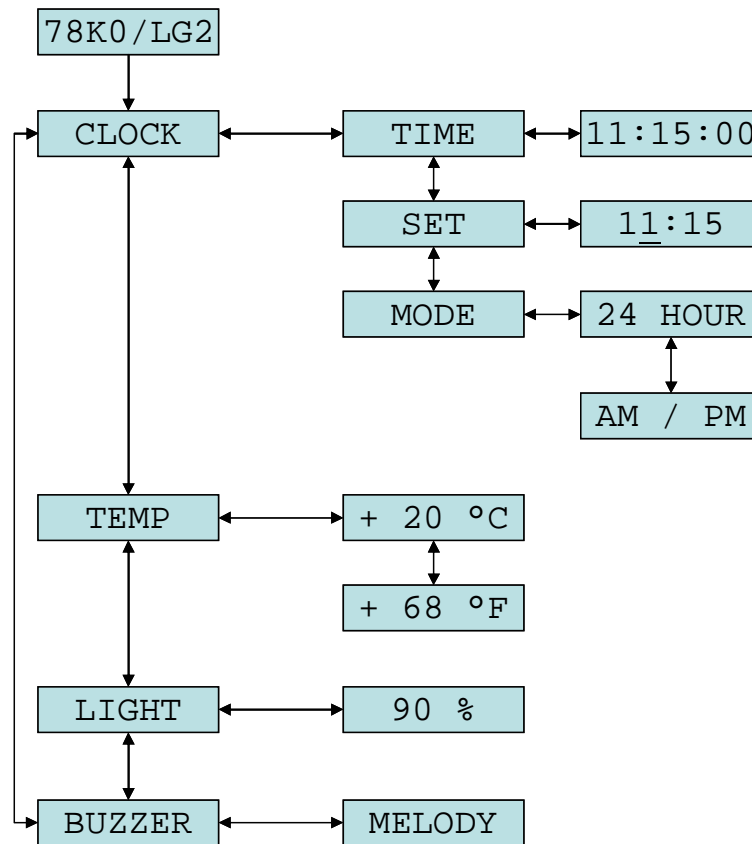 78K0/LG2
CLOCK
TIME
11:15:00
SET
11:15
MODE
24 HOUR
AM / PM
TEMP
+ 20 °C
+ 68 °F
LIGHT
90 %
BUZZER
MELODY